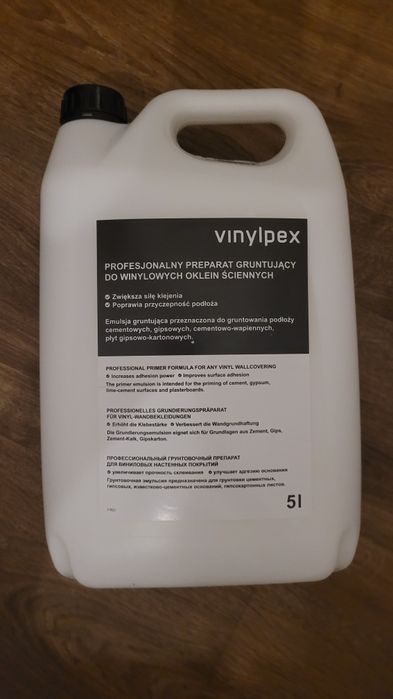 vinylpex
PROFESJONALNY PREPARAT GRUNTUJĄCY
DO WINYLOWYCH OKLEIN ŚCIENNYCH
Zwiększa siłę klejenia
Poprawia przyczepność podłoża
Emulsja gruntująca przeznaczona do gruntowania podłoży
cementowych, gipsowych, cementowo-wapiennych,
płyt gipsowo-kartonowych.
PROFESSIONAL PRIMER FORMULA FOR ANY VINYL WALLCOVERING
Increases adhesion power Improves surface adhesion
The primer emulsion is intended for the priming of cement, gypsum,
lime-cement surfaces and plasterboards.
PROFESSIONELLES GRUNDIERUNGSPRÄPARAT
FÜR VINYL-WANDBEKLEIDUNGEN
Erhöht die Klebestärke Verbessert die Wandgrundhaftung
Die Grundierungsemulsion eignet sich für Grundlagen aus Zement, Gips,
Zement-Kalk, Gipskarton.
ПРОФЕССИОНАЛЬНЫЙ ГРУНТОВОЧНЫЙ ПРЕПАРАТ
ДЛЯ ВИНИЛОВЫХ НАСТЕННЫХ ПОКРЫТИЙ
увеличивает прочность склеивания улучшает адгезию основания
Грунтовочная эмульсия предназначена для грунтовки цементных,
гипсовых, известково-цементных оснований, гипсокартонных листов.
5l